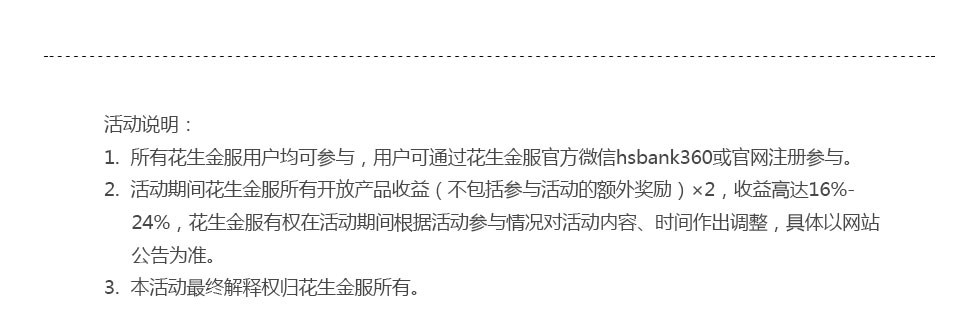 活动说明：
1. 所有花生金服用户均可参与，用户可通过花生金服官方微信hsbank360或官网注册参与。
2. 活动期间花生金服所有开放产品收益（不包括参与活动的额外奖励）×2，收益高达16%-
24%，花生金服有权在活动期间根据活动参与情况对活动内容、时间作出调整，具体以网站
公告为准。
3. 本活动最终解释权归花生金服所有。